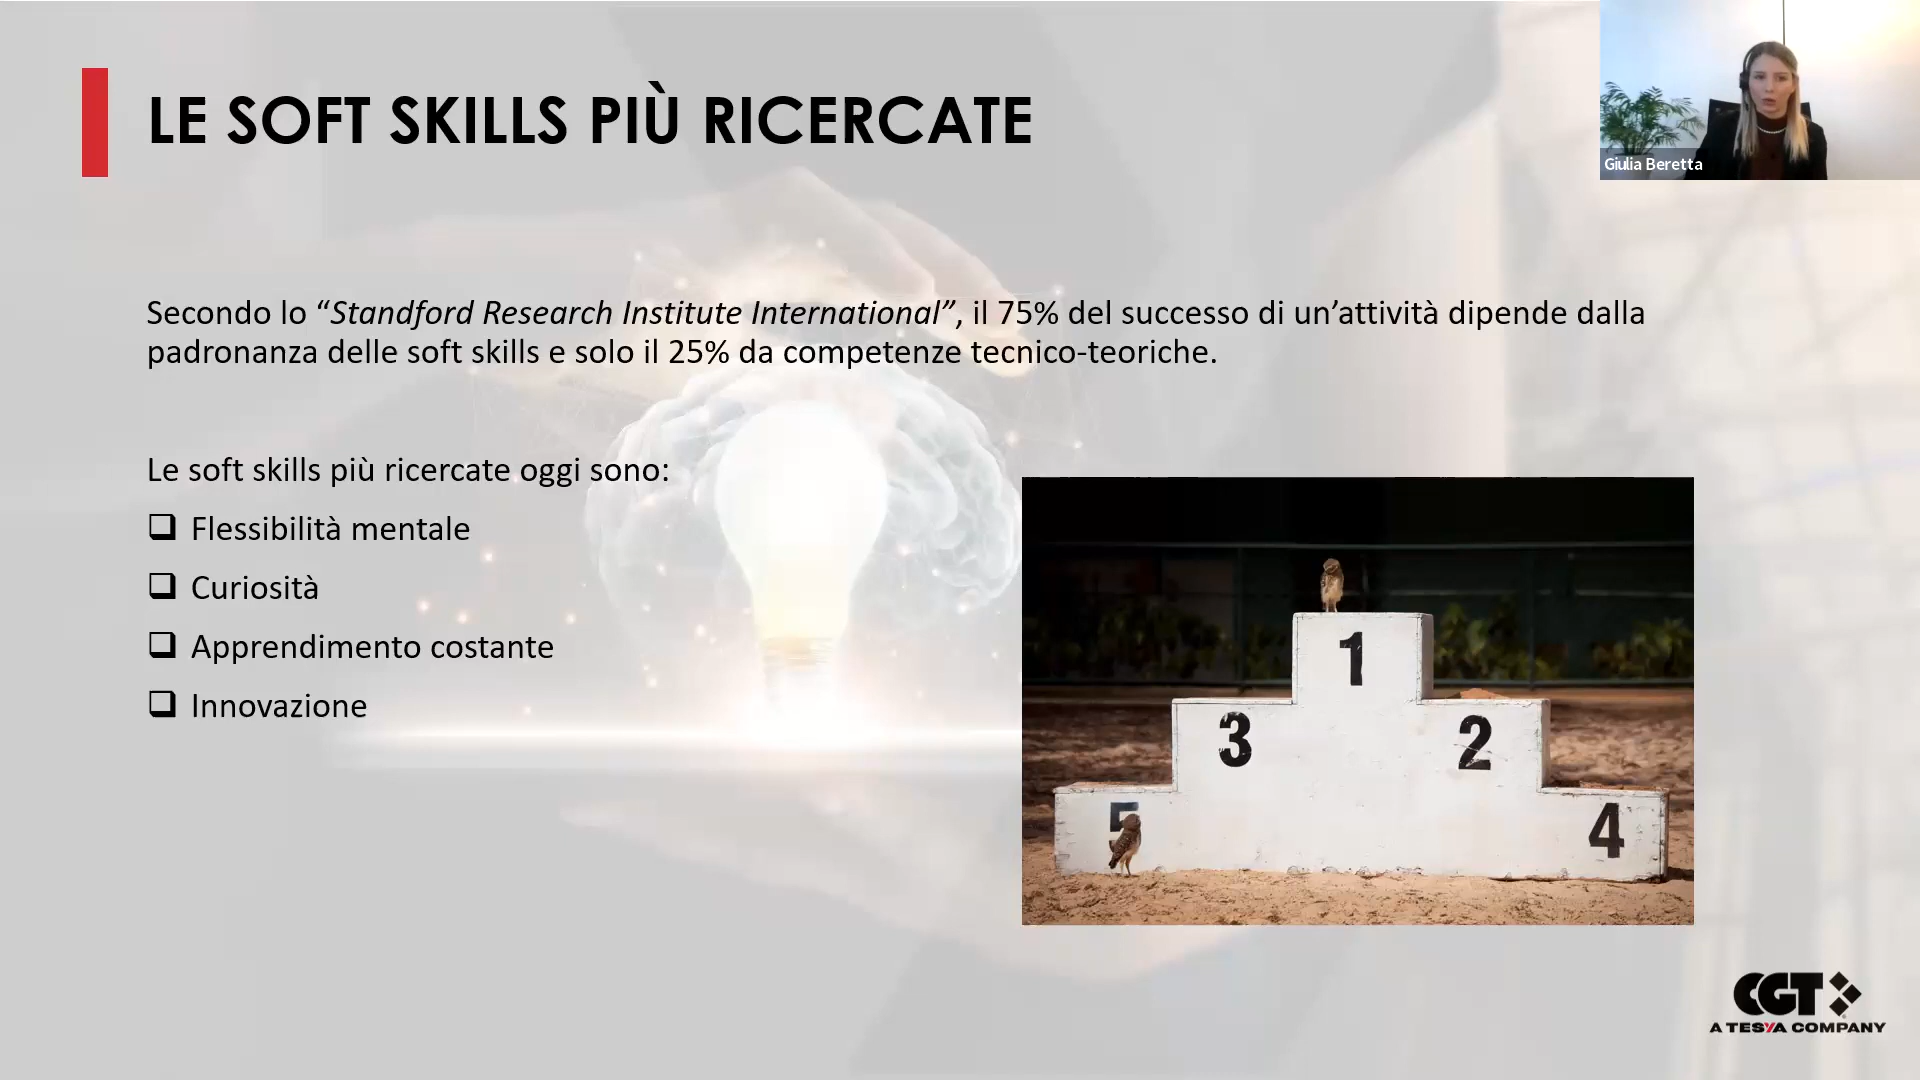 LE SOFT SKILLS PIÙ RICERCATE
Giulia Beretta
Secondo lo “Standford Research Institute International”, il 75% del successo di un’attività dipende dalla
padronanza delle soft skills e solo il 25% da competenze tecnico-teoriche.
Le soft skills più ricercate oggi sono:
❑ Flessibilità mentale
❑ Curiosità
❑ Apprendimento costante
❑ Innovazione
1
3 2
5 4
CGT
A TESYA COMPANY